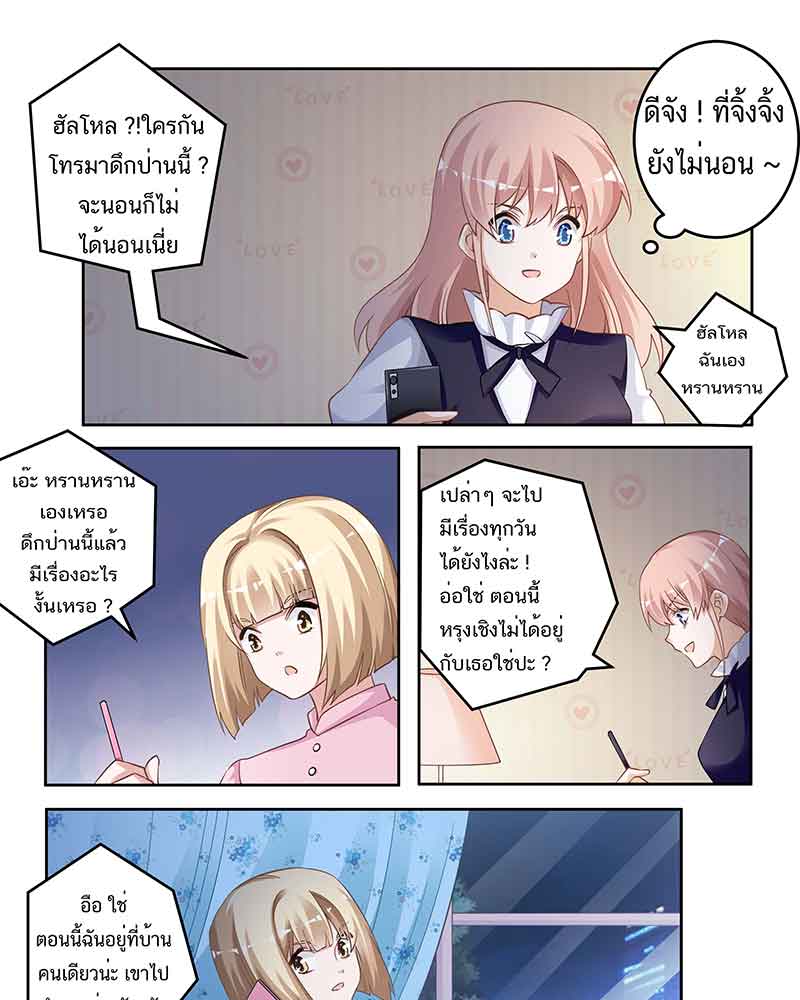 ฮัลโหล ?!ใครกัน
โทรมาดึกป่านนี้ ?
จะนอนก็ไม่
ได้นอนเนี่ย
ดีจัง ! ที่จิ้งจิ้ง
ยังไม่นอน ~
ฮัลโหล
ฉันเอง
หรานหราน
"LOVE"
"LOVE"
"LOVE"
"LOVE"
"LOVE"
เอ๊ะ หรานหราน
เองเหรอ
ดึกป่านนี้แล้ว
มีเรื่องอะไร
งั้นเหรอ ?
เปล่าๆ จะไป
มีเรื่องทุกวัน
ได้ยังไงล่ะ !
อ่อใช่ ตอนนี้
หรุงเชิงไม่ได้อยู่
กับเธอใช่ปะ ?
"LOVE"
อือ ใช่
ตอนนี้ฉันอยู่ที่บ้าน
คนเดียวน่ะ เขาไป